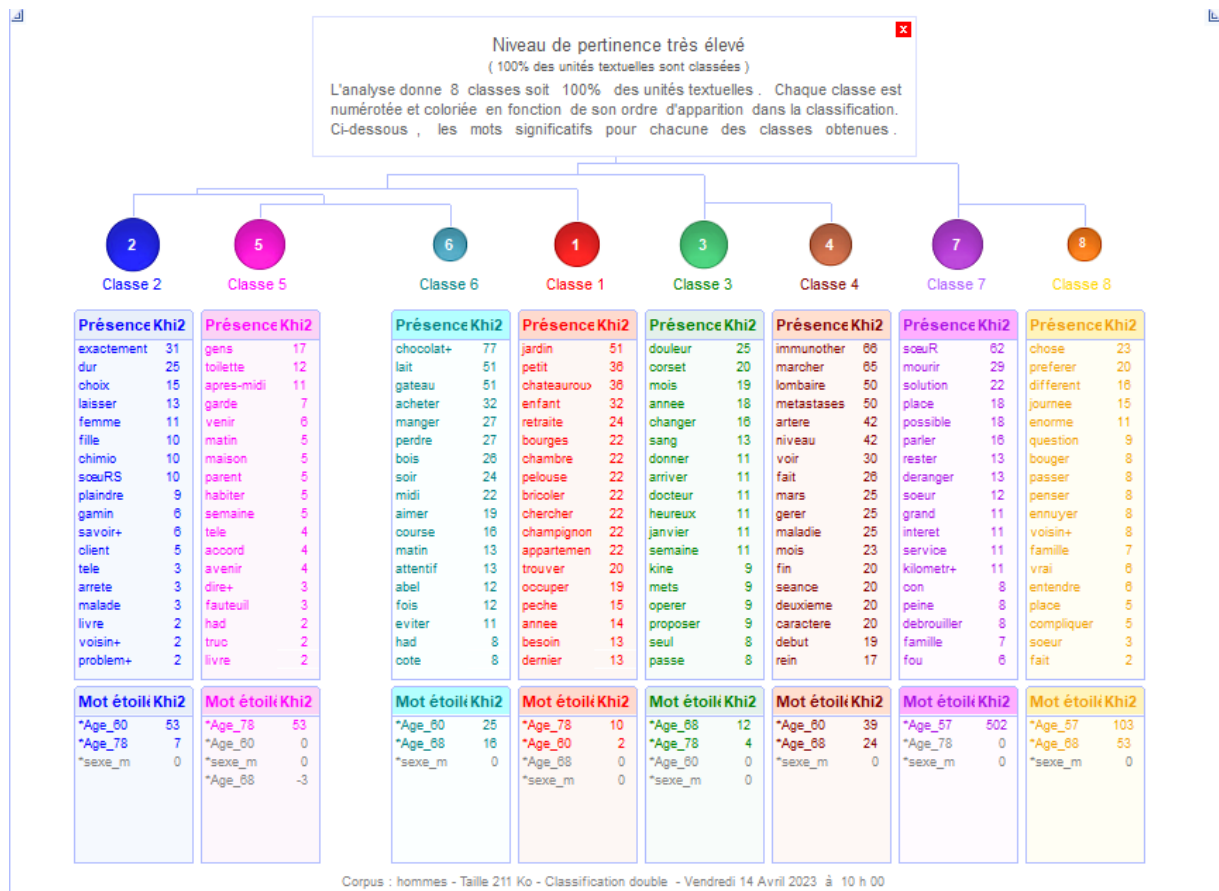 x
Niveau de pertinence très élevé
( 100% des unités textuelles sont classées )
L'analyse donne 8 classes soit 100% des unités textuelles . Chaque classe est
numérotée et coloriée en fonction de son ordre d'apparition dans la classification.
Ci-dessous , les mots significatifs pour chacune des classes obtenues .
2 5 6 1 3 4 7 8
Classe 2 Classe 5 Classe 6 Classe 1 Classe 3 Classe 4 Classe 7 Classe 8
Présence Khi2 Présence Khi2 Présence Khi2 Présence Khi2 Présence Khi2 Présence Khi2 Présence Khi2 Présence Khi2
exactement 31 gens 17 chocolat+ 77 jardin 51 douleur 25 immunother 66 sœuR 62 chose 23
dur 25 toilette 12 lait 51 petit 36 corset 20 marcher 65 mourir 29 preferer 20
choix 15 apres-midi 11 gateau 51 chateauroux 36 mois 19 lombaire 50 solution 22 different 16
laisser 13 garde 7 acheter 32 enfant 32 annee 18 metastases 50 place 18 journee 15
femme 11 venir 6 manger 27 retraite 24 changer 16 artere 42 possible 18 enorme 11
fille 10 matin 5 perdre 27 bourges 22 sang 13 niveau 42 parler 16 question 9
chimio 10 maison 5 bois 26 chambre 22 donner 11 voir 30 rester 13 bouger 8
sœuRS 10 parent 5 soir 24 pelouse 22 arriver 11 fait 26 deranger 13 passer 8
plaindre 9 habiter 5 midi 22 bricoler 22 docteur 11 mars 25 soeur 12 penser 8
gamin 6 semaine 5 aimer 19 chercher 22 heureux 11 gerer 25 grand 11 ennuyer 8
savoir+ 6 tele 4 course 16 champignon 22 janvier 11 maladie 25 interet 11 voisin+ 8
client 5 accord 4 matin 13 appartemen 22 semaine 11 mois 23 service 11 famille 7
tele 3 avenir 4 attentif 13 trouver 20 kine 9 fin 20 kilometr+ 11 vrai 6
arrete 3 dire+ 3 abel 12 occuper 19 mets 9 seance 20 con 8 entendre 6
malade 3 fauteuil 3 fois 12 peche 15 operer 9 deuxieme 20 peine 8 place 5
livre 2 had 2 eviter 11 annee 14 proposer 9 caractere 20 debrouiller 8 compliquer 5
voisin+ 2 truc 2 had 8 besoin 13 seul 8 debut 19 famille 7 soeur 3
problem+ 2 livre 2 cote 8 dernier 13 passe 8 rein 17 fou 6 fait 2
Mot étoilé Khi2 Mot étoilé Khi2 Mot étoilé Khi2 Mot étoilé Khi2 Mot étoilé Khi2 Mot étoilé Khi2 Mot étoilé Khi2 Mot étoilé Khi2
*Age_60 53 *Age_78 53 *Age_60 25 *Age_78 10 *Age_68 12 *Age_60 39 *Age_57 502 *Age_57 103
*Age_78 7 *Age_60 0 *Age_68 16 *Age_60 2 *Age_78 4 *Age_68 24 *Age_78 0 *Age_68 53
*sexe_m 0 *sexe_m 0 *sexe_m 0 *Age_68 0 *Age_60 0 *sexe_m 0 *sexe_m 0 *sexe_m 0
*Age_68 -3 *sexe_m 0 *sexe_m 0
Corpus : hommes - Taille 211 Ko - Classification double - Vendredi 14 Avril 2023 à 10 h 00